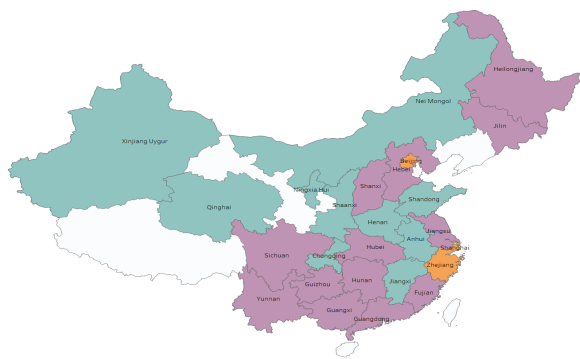 Heilongjiang
Nei Mongol
Jilin
Xinjiang Uygur
Beijing
Hebei
Shanxi
Ningxia Hui
Shandong
Shaanxi
Qinghai
Henan
Jiangsu
Anhui
Shanghai
Hubei
Sichuan
Chongqing
Zhejiang
Hunan
Jiangxi
Guizhou
Fujian
Yunnan
Guangxi
Guangdong